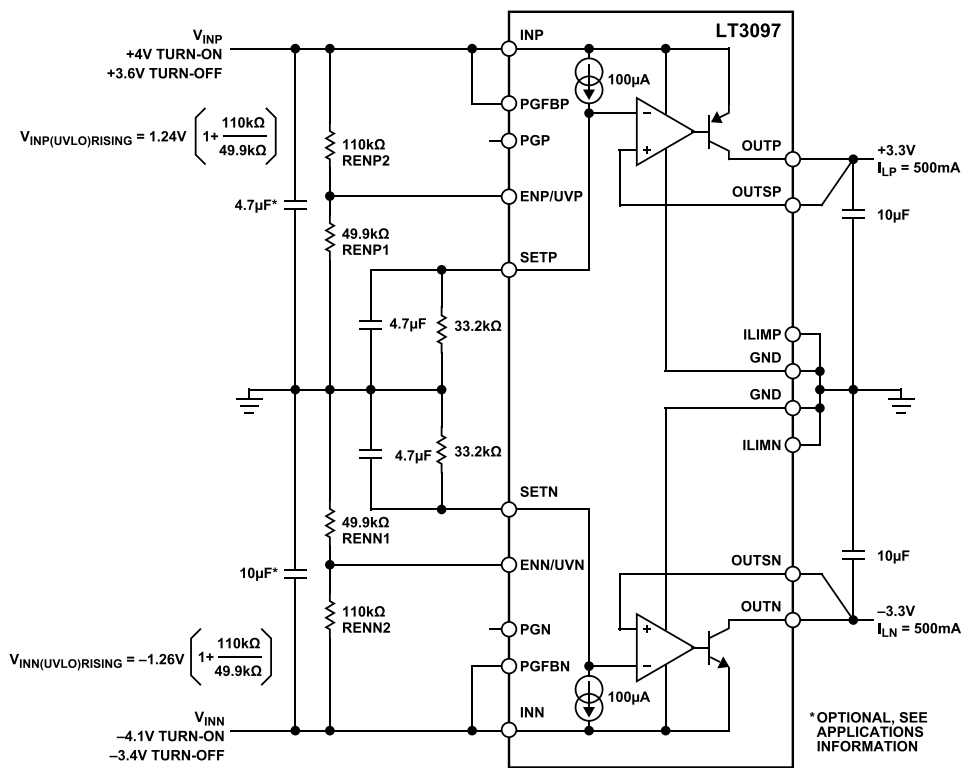 LT3097
V_INP
+4V TURN-ON
+3.6V TURN-OFF
INP
100µA
PGFBP
V_INP(UVLO)RISING = 1.24V (1+ 110kΩ/49.9kΩ)
110kΩ
RENP2
PGP
OUTP
+3.3V
I_LP = 500mA
4.7µF*
ENP/UVP
OUTSP
10µF
49.9kΩ
RENP1
SETP
4.7µF
33.2kΩ
ILIMP
GND
GND
ILIMN
4.7µF
33.2kΩ
SETN
49.9kΩ
RENN1
10µF*
ENN/UVN
OUTSN
10µF
110kΩ
RENN2
OUTN
–3.3V
I_LN = 500mA
PGN
V_INN(UVLO)RISING = –1.26V (1+ 110kΩ/49.9kΩ)
PGFBN
100µA
V_INN
–4.1V TURN-ON
–3.4V TURN-OFF
INN
*OPTIONAL, SEE
APPLICATIONS
INFORMATION